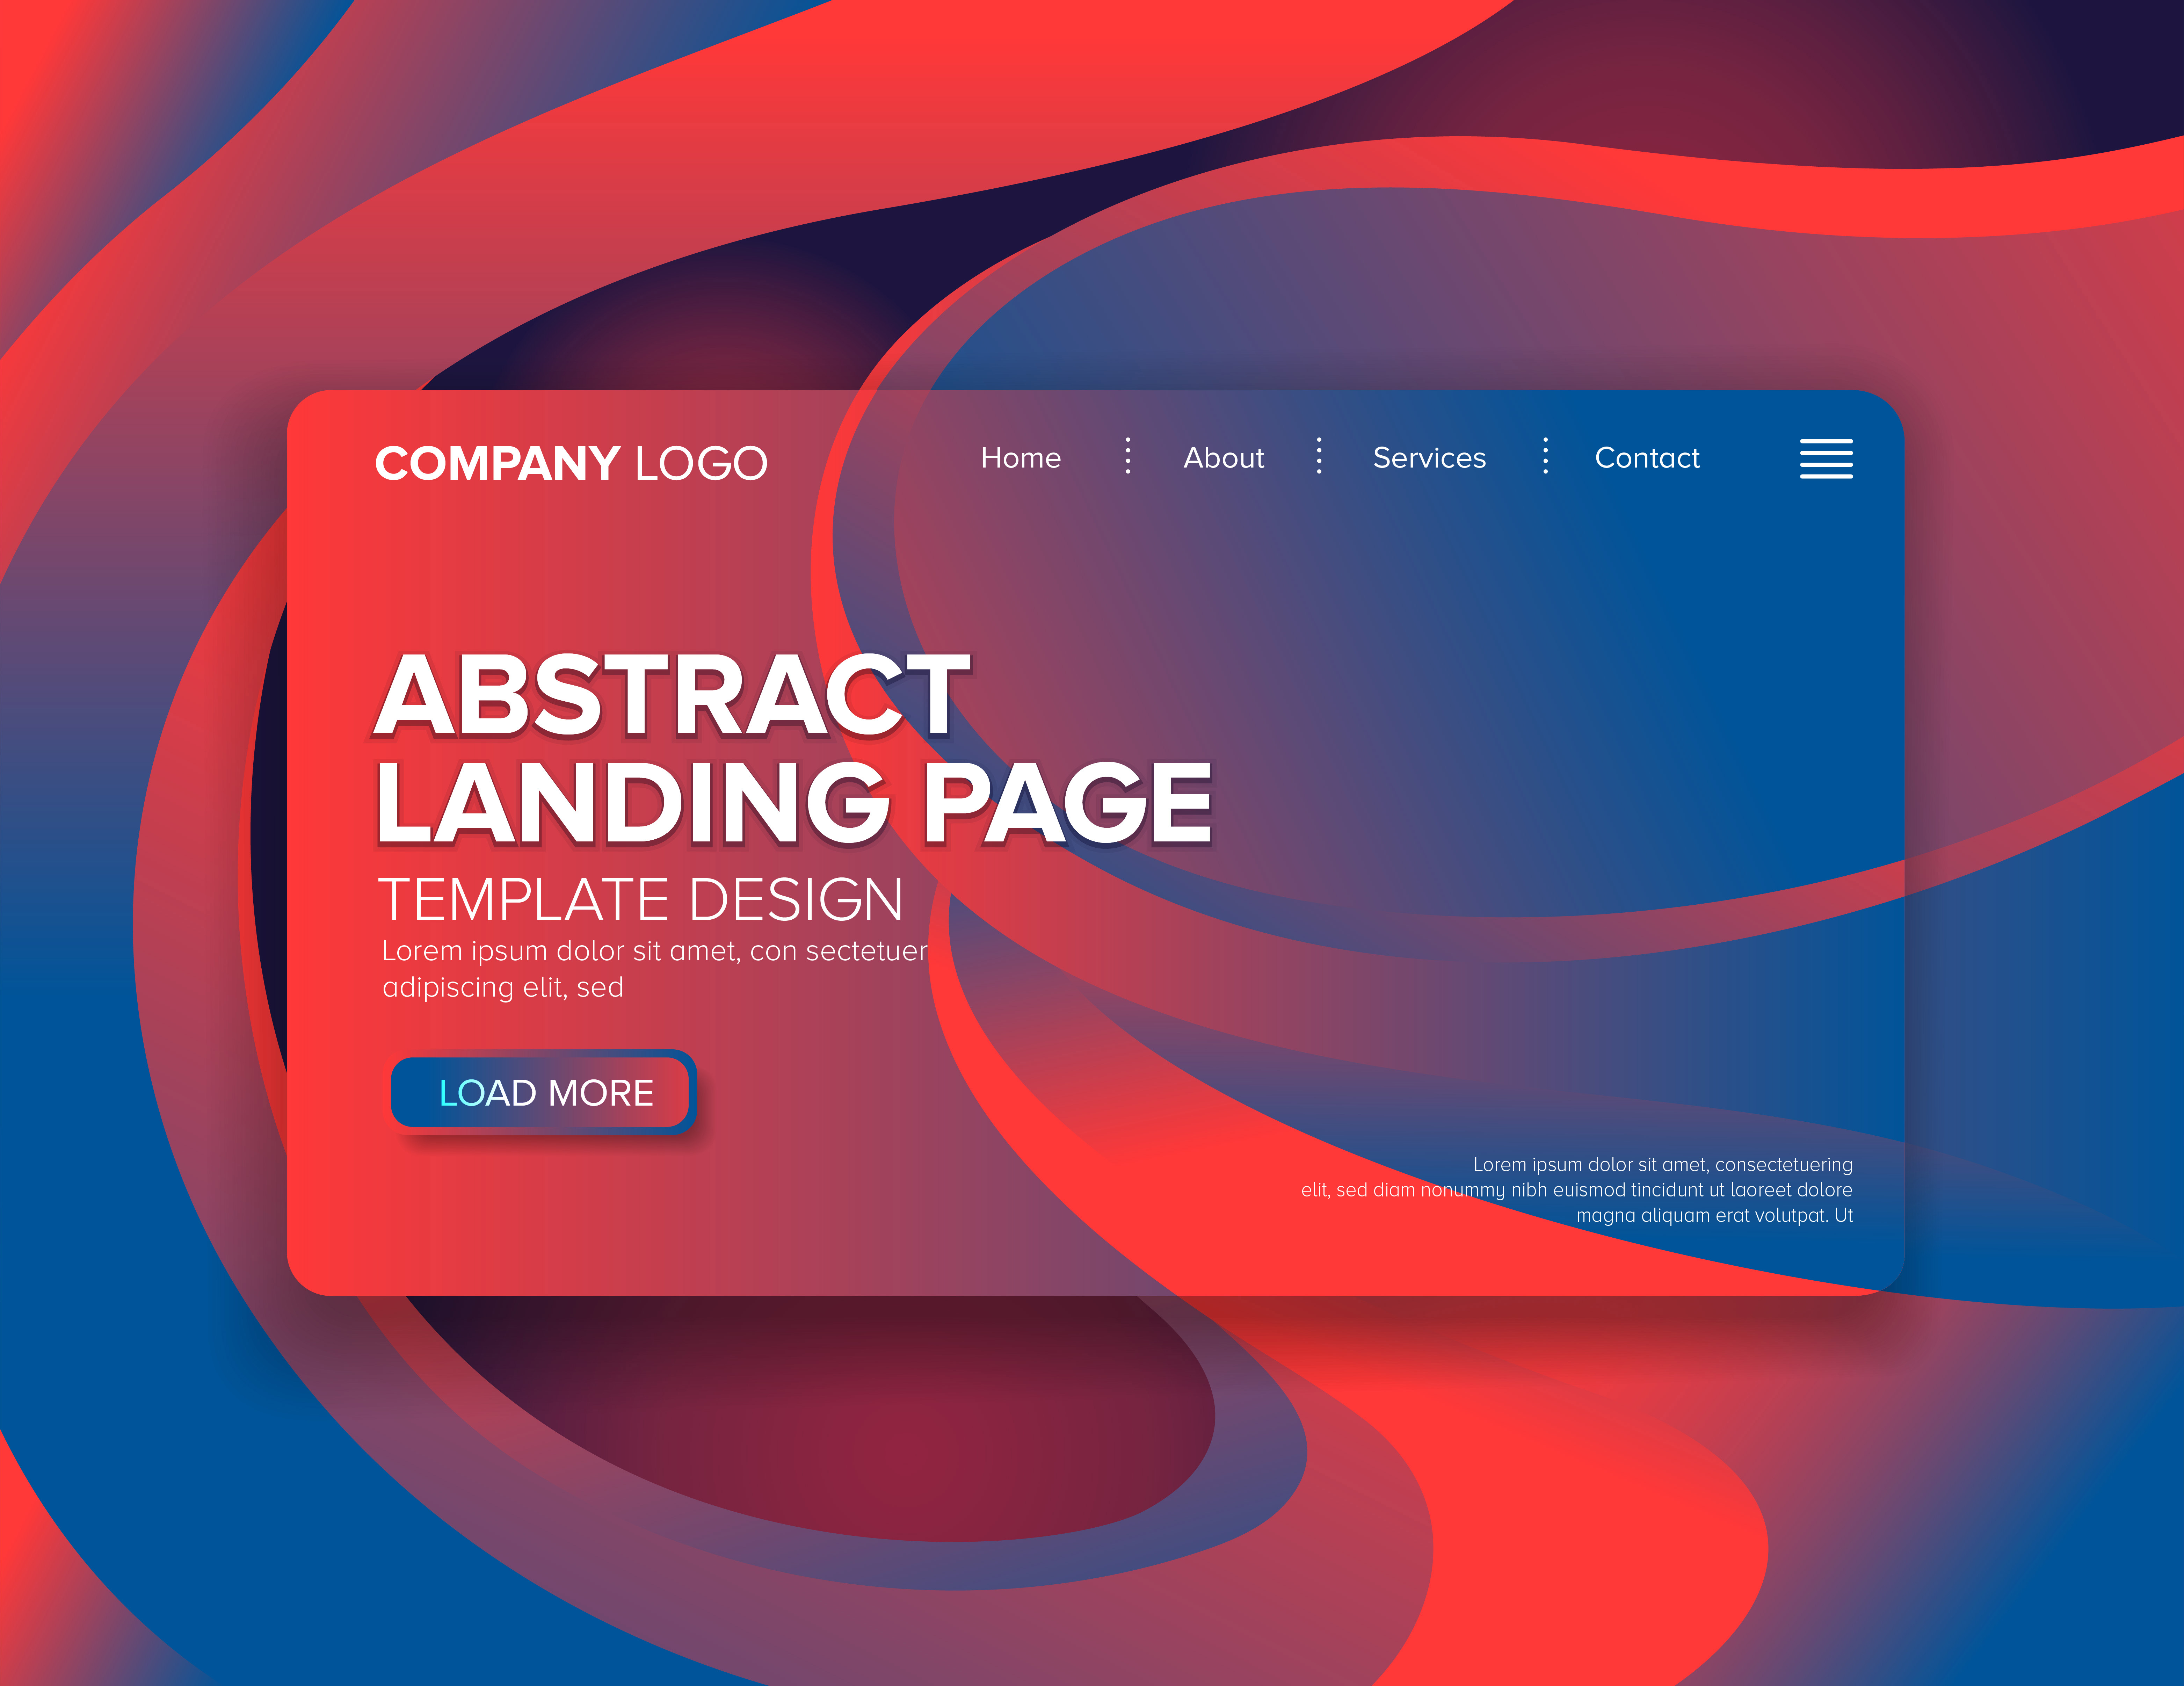 COMPANY LOGO
Home
About
Services
Contact
ABSTRACT
LANDING PAGE
TEMPLATE DESIGN
Lorem ipsum dolor sit amet, con sectetuer
adipiscing elit, sed
LOAD MORE
Lorem ipsum dolor sit amet, consectetuering
elit, sed diam nonummy nibh euismod tincidunt ut laoreet dolore
magna aliquam erat volutpat. Ut